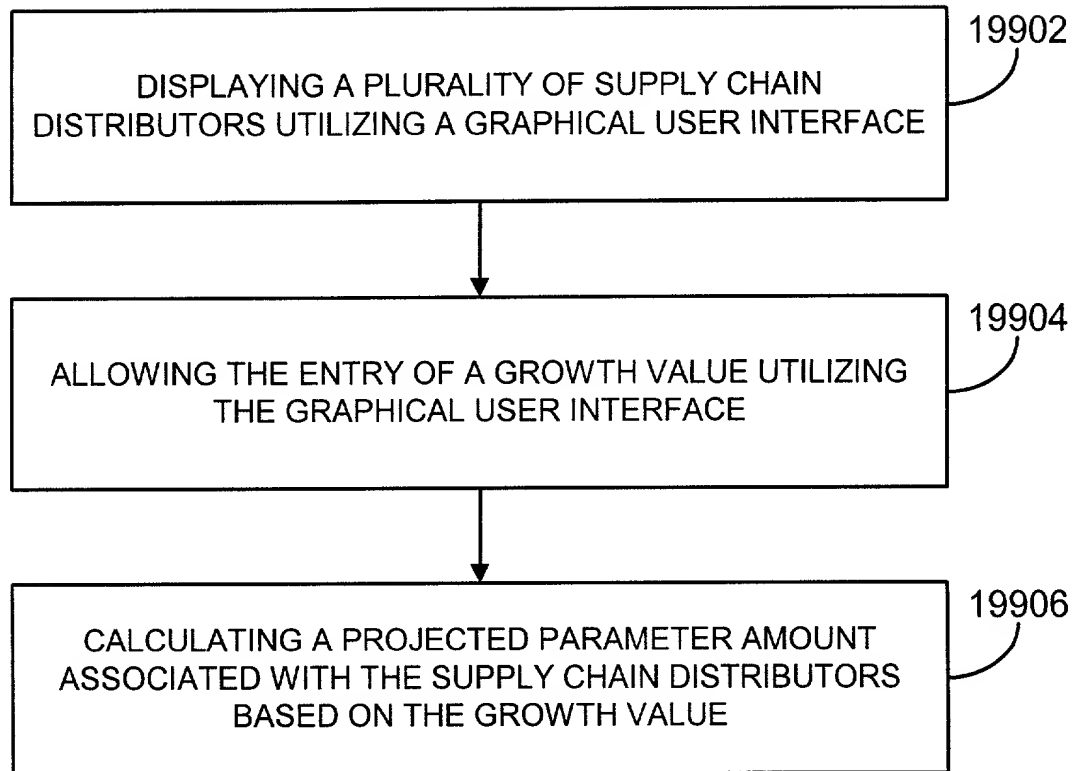 19902
DISPLAYING A PLURALITY OF SUPPLY CHAIN
DISTRIBUTORS UTILIZING A GRAPHICAL USER INTERFACE
19904
ALLOWING THE ENTRY OF A GROWTH VALUE UTILIZING
THE GRAPHICAL USER INTERFACE
19906
CALCULATING A PROJECTED PARAMETER AMOUNT
ASSOCIATED WITH THE SUPPLY CHAIN DISTRIBUTORS
BASED ON THE GROWTH VALUE